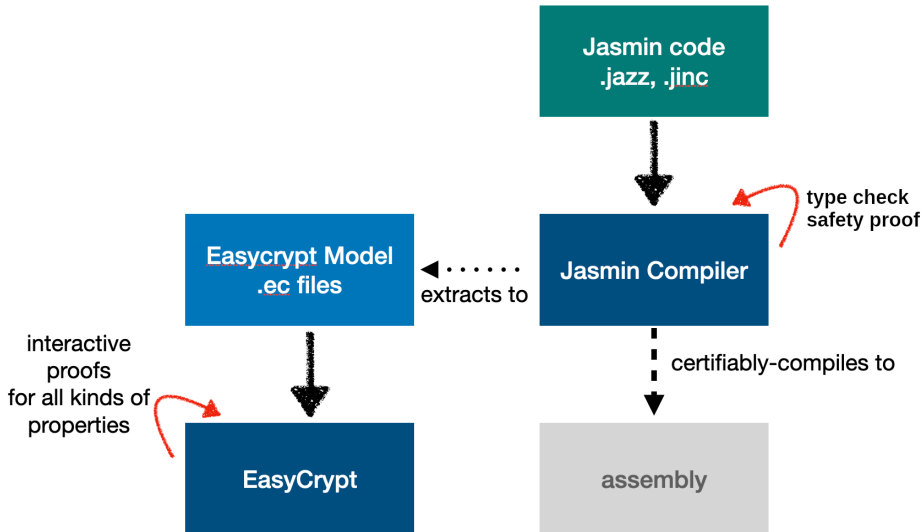 Jasmin code
.jazz, .jinc
type check
safety proof
Easycrypt Model
.ec files
extracts to
Jasmin Compiler
interactive
proofs
for all kinds of
properties
certifiably-compiles to
EasyCrypt
assembly